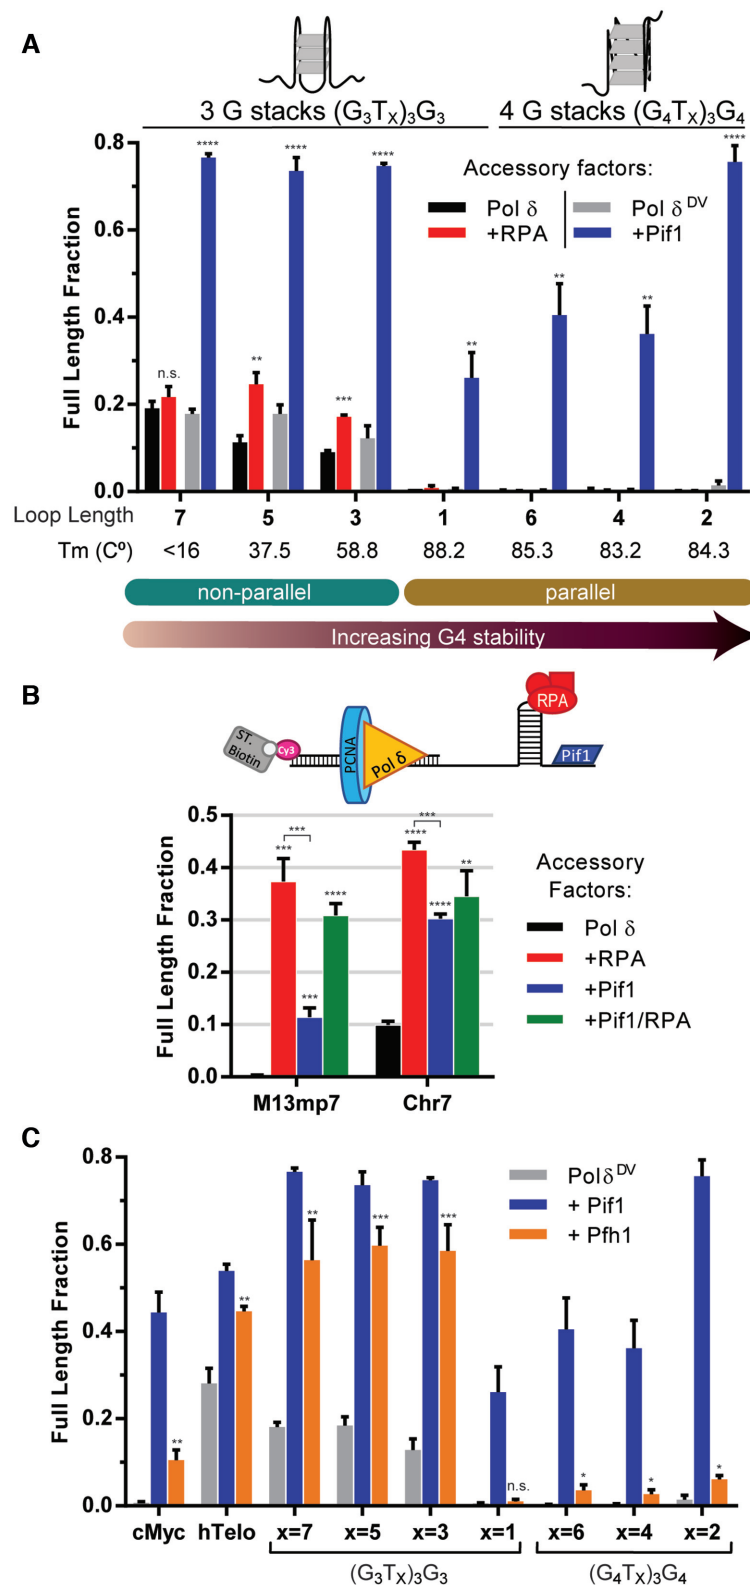 A
3 G stacks (G3TX)3G3
4 G stacks (G4TX)3G4
Full Length Fraction
0.8
0.6
0.4
0.2
0.0
Accessory factors:
Pol δ
Pol δ DV
+RPA
+Pif1
n.s.
****
**
****
***
****
**
**
**
****
Loop Length
7 5 3 1 6 4 2
Tm (Cº) <16 37.5 58.8 88.2 85.3 83.2 84.3
non-parallel
parallel
Increasing G4 stability
B
ST. Biotin
Cy3
PCNA
Pol δ
RPA
Pif1
Full Length Fraction
0.5
0.4
0.3
0.2
0.1
0.0
***
***
***
****
***
****
****
**
M13mp7 Chr7
Accessory
Factors:
Pol δ
+RPA
+Pif1
+Pif1/RPA
C
Full Length Fraction
0.8
0.6
0.4
0.2
0.0
Polδ DV
+ Pif1
+ Pfh1
**
**
**
***
***
n.s.
*
*
*
cMyc hTelo x=7 x=5 x=3 x=1 x=6 x=4 x=2
(G3TX)3G3
(G4TX)3G4